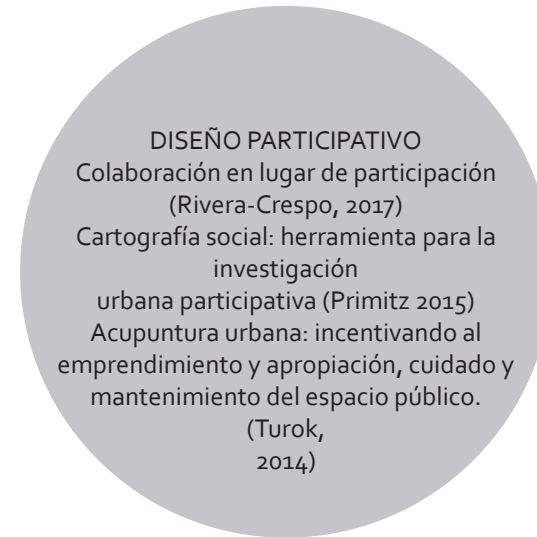 DISEÑO PARTICIPATIVO
Colaboración en lugar de participación
(Rivera-Crespo, 2017)
Cartografía social: herramienta para la
investigación
urbana participativa (Primitz 2015)
Acupuntura urbana: incentivando al
emprendimiento y apropiación, cuidado y
mantenimiento del espacio público.
(Turok,
2014)